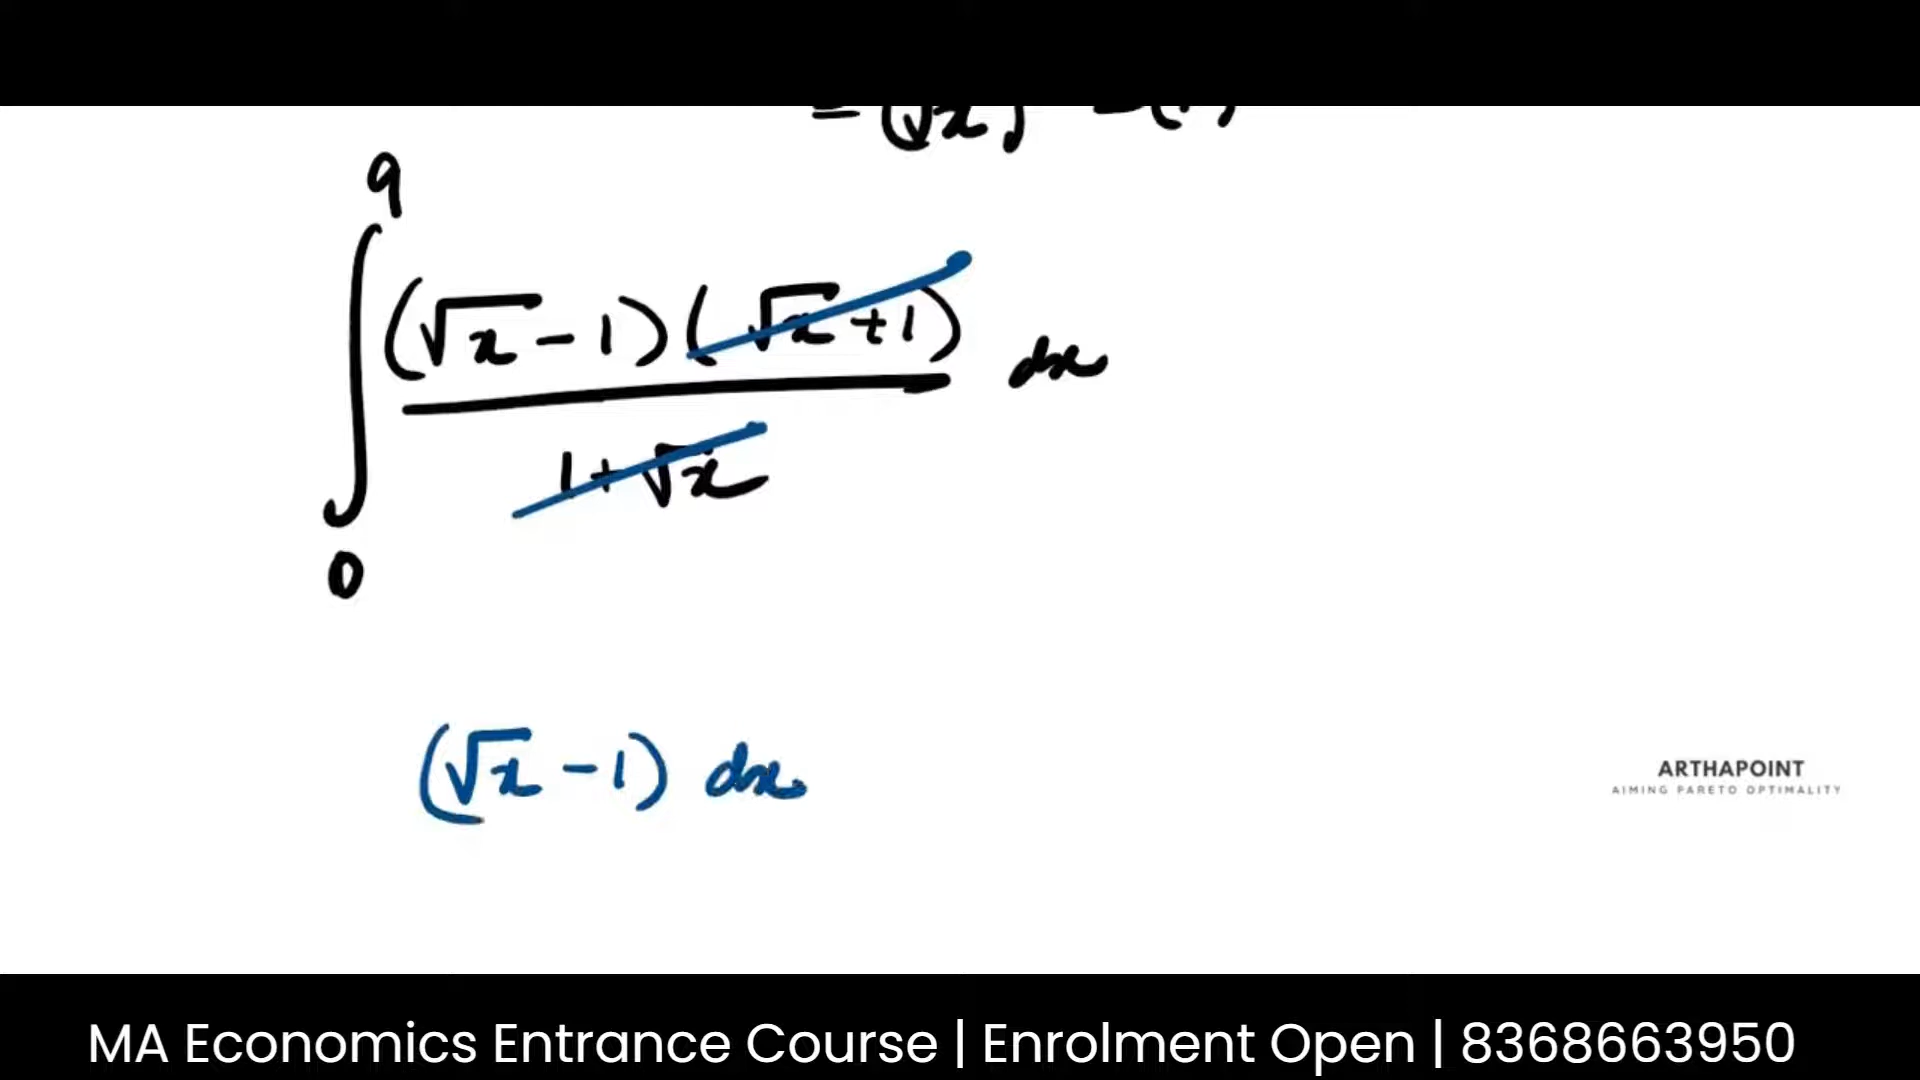 = (√x) - (1)
9
∫ (√x - 1)(√x + 1) dx
1 + √x
0
(√x - 1) dx
ARTHAPOINT
AIMING PARETO OPTIMALITY
MA Economics Entrance Course | Enrolment Open | 8368663950